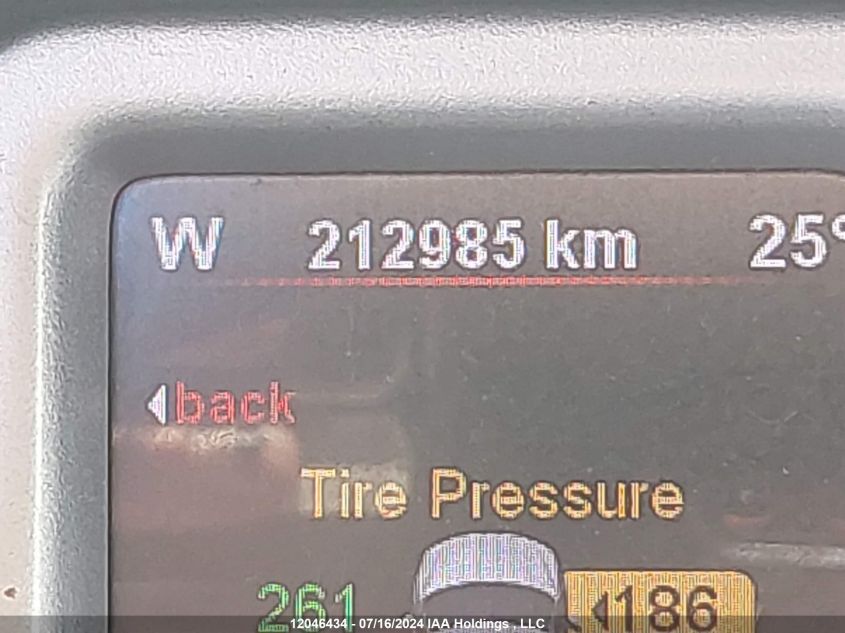 W 212985 km 25°
back
Tire Pressure
261 186
12046434 - 07/16/2024 IAA Holdings , LLC